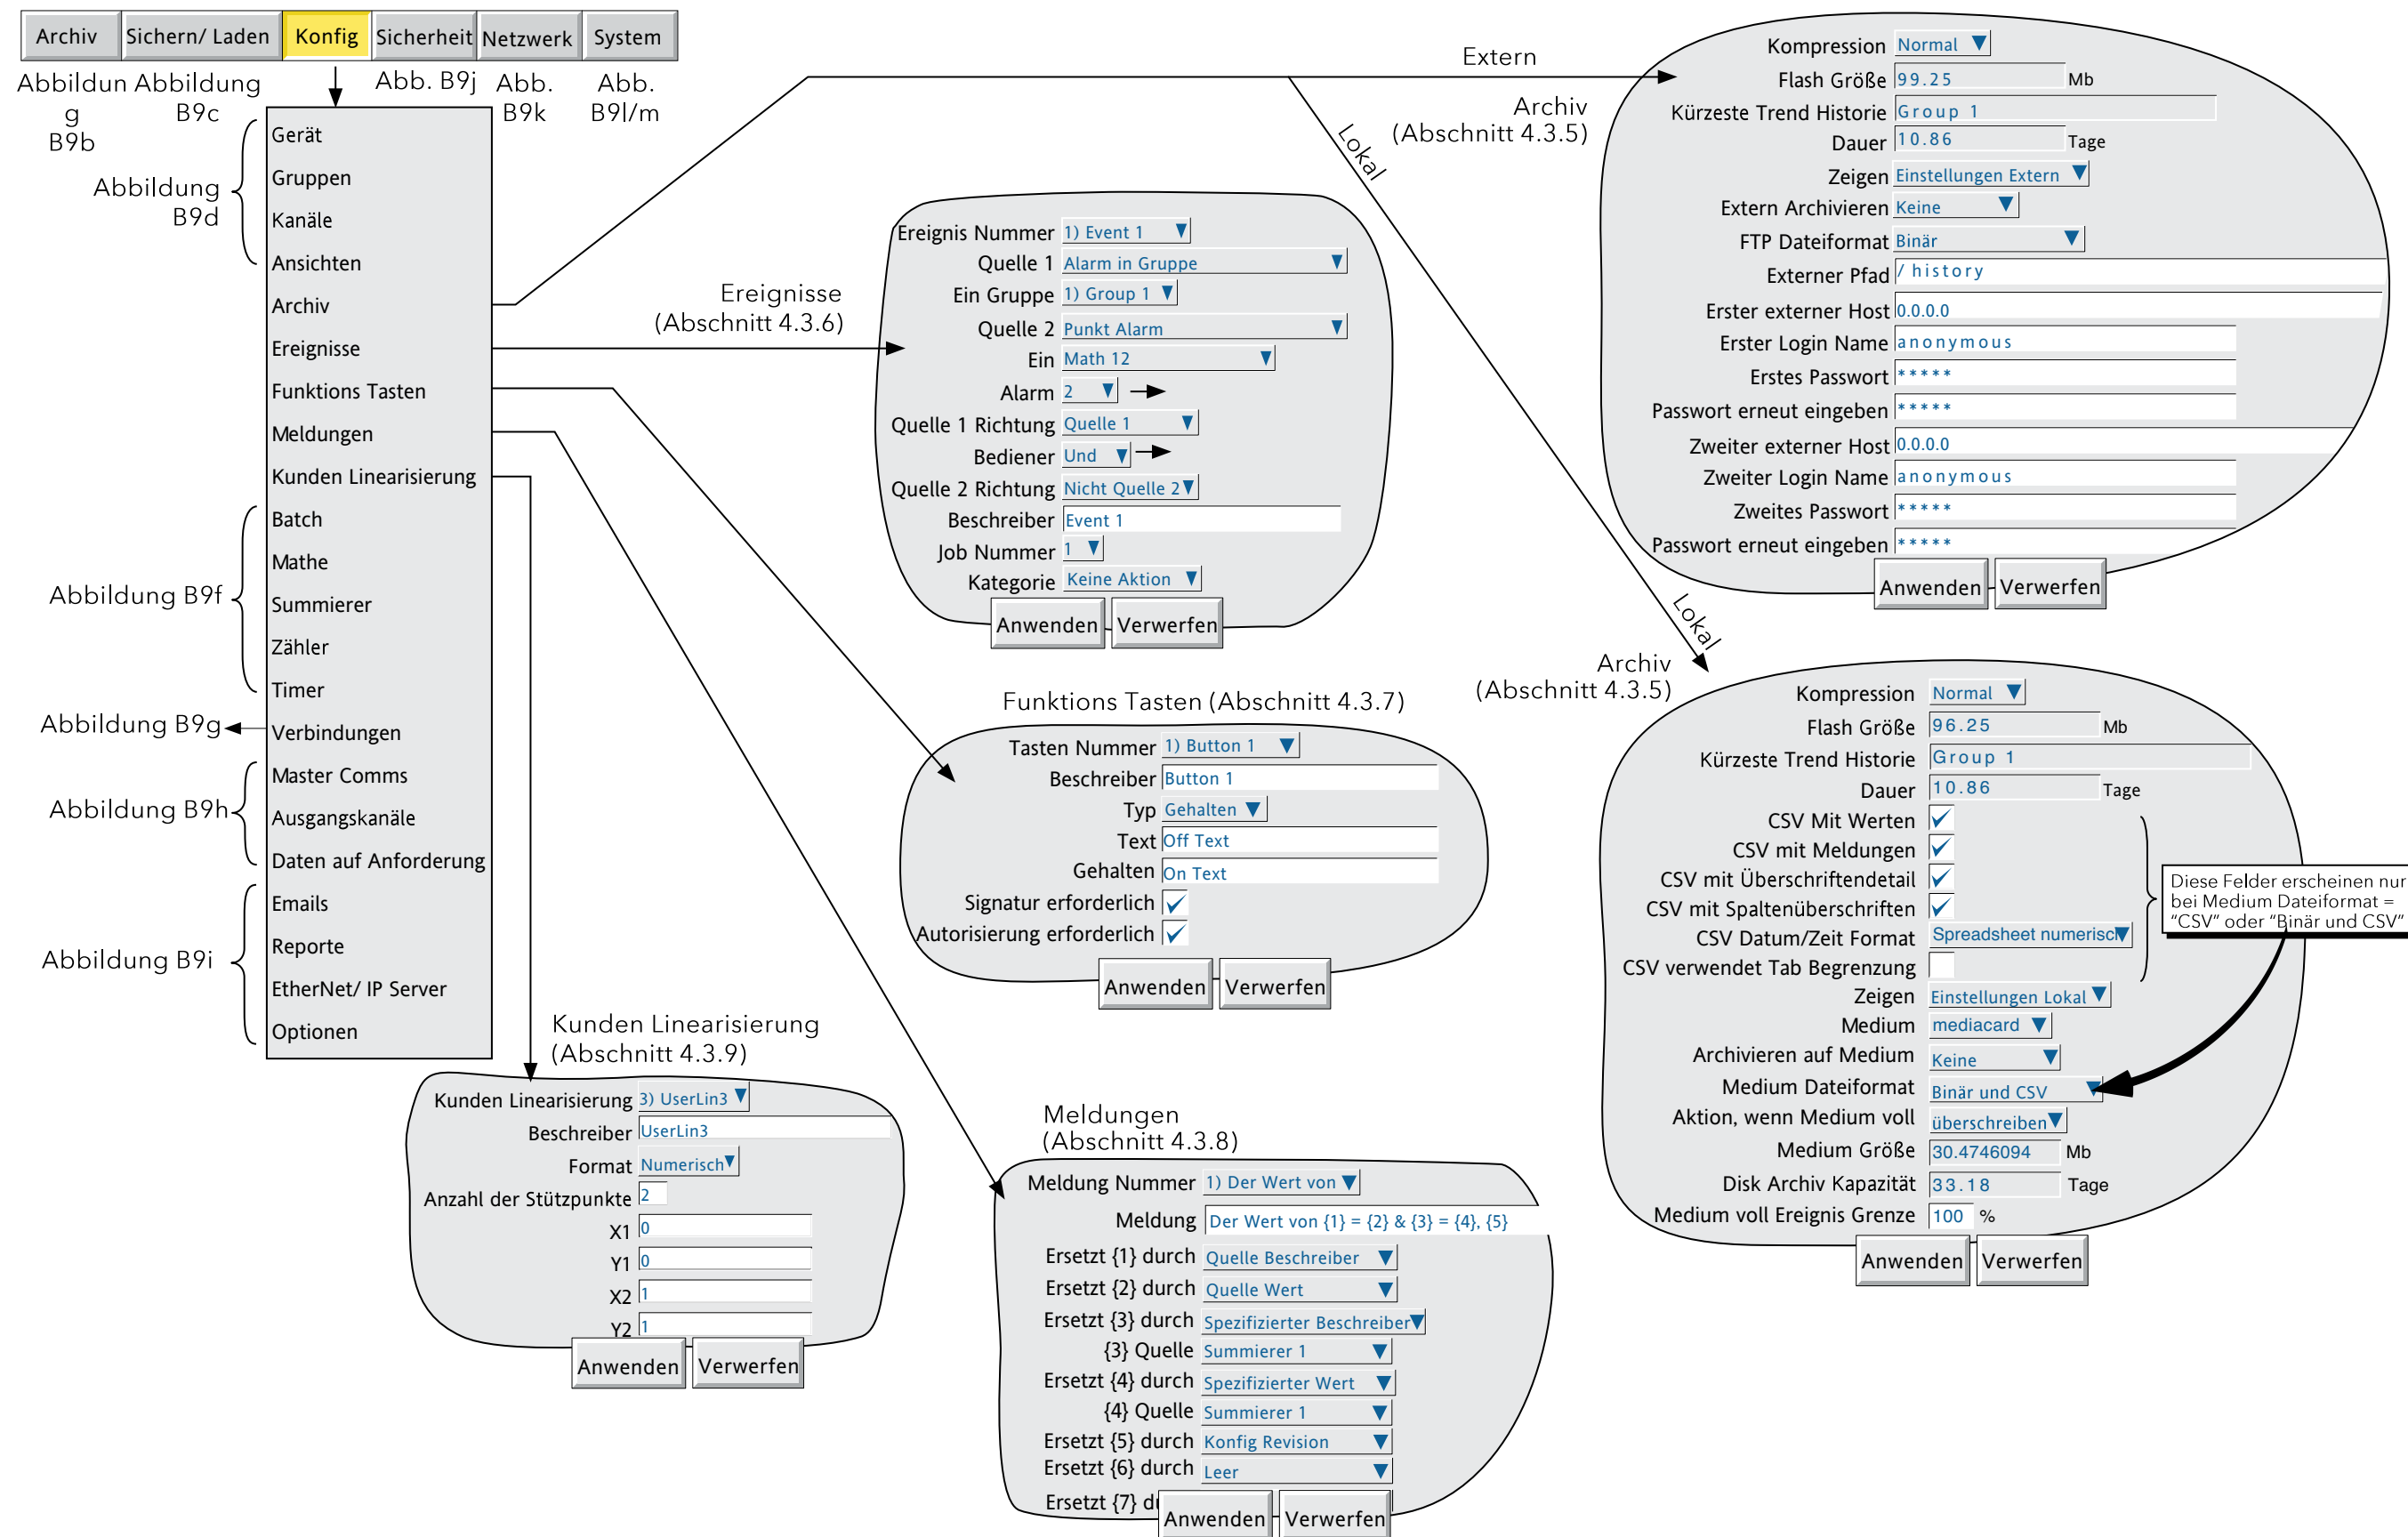 Archiv
Sichern/ Laden
Konfig
Sicherheit
Netzwerk
System
Abbildun
g
B9b
Abbildung
B9c
Abb. B9j
Abb.
B9k
Abb.
B9l/m
Gerät
Gruppen
Kanäle
Ansichten
Archiv
Ereignisse
Funktions Tasten
Meldungen
Kunden Linearisierung
Batch
Mathe
Summierer
Zähler
Timer
Verbindungen
Master Comms
Ausgangskanäle
Daten auf Anforderung
Emails
Reporte
EtherNet/ IP Server
Optionen
Abbildung
B9d
Abbildung B9f
Abbildung B9g
Abbildung B9h
Abbildung B9i
Extern
Lokal
Lokal
Archiv
(Abschnitt 4.3.5)
Kompression Normal
Flash Größe 99.25 Mb
Kürzeste Trend Historie Group 1
Dauer 10.86 Tage
Zeigen Einstellungen Extern
Extern Archivieren Keine
FTP Dateiformat Binär
Externer Pfad / history
Erster externer Host 0.0.0.0
Erster Login Name anonymous
Erstes Passwort *****
Passwort erneut eingeben *****
Zweiter externer Host 0.0.0.0
Zweiter Login Name anonymous
Zweites Passwort *****
Passwort erneut eingeben *****
Anwenden Verwerfen
Ereignisse
(Abschnitt 4.3.6)
Ereignis Nummer 1) Event 1
Quelle 1 Alarm in Gruppe
Ein Gruppe 1) Group 1
Quelle 2 Punkt Alarm
Ein Math 12
Alarm 2
Quelle 1 Richtung Quelle 1
Bediener Und
Quelle 2 Richtung Nicht Quelle 2
Beschreiber Event 1
Job Nummer 1
Kategorie Keine Aktion
Anwenden Verwerfen
Funktions Tasten (Abschnitt 4.3.7)
Tasten Nummer 1) Button 1
Beschreiber Button 1
Typ Gehalten
Text Off Text
Gehalten On Text
Signatur erforderlich
Autorisierung erforderlich
Anwenden Verwerfen
Archiv
(Abschnitt 4.3.5)
Kompression Normal
Flash Größe 96.25 Mb
Kürzeste Trend Historie Group 1
Dauer 10.86 Tage
CSV Mit Werten
CSV mit Meldungen
CSV mit Überschriftendetail
CSV mit Spaltenüberschriften
CSV Datum/Zeit Format Spreadsheet numerisch
CSV verwendet Tab Begrenzung
Zeigen Einstellungen Lokal
Medium mediacard
Archivieren auf Medium Keine
Medium Dateiformat Binär und CSV
Aktion, wenn Medium voll überschreiben
Medium Größe 30.4746094 Mb
Disk Archiv Kapazität 33.18 Tage
Medium voll Ereignis Grenze 100 %
Anwenden Verwerfen
Diese Felder erscheinen nur
bei Medium Dateiformat =
“CSV” oder “Binär und CSV”
Kunden Linearisierung
(Abschnitt 4.3.9)
Kunden Linearisierung 3) UserLin3
Beschreiber UserLin3
Format Numerisch
Anzahl der Stützpunkte 2
X1 0
Y1 0
X2 1
Y2 1
Anwenden Verwerfen
Meldungen
(Abschnitt 4.3.8)
Meldung Nummer 1) Der Wert von
Meldung Der Wert von {1} = {2} & {3} = {4}, {5}
Ersetzt {1} durch Quelle Beschreiber
Ersetzt {2} durch Quelle Wert
Ersetzt {3} durch Spezifizierter Beschreiber
{3} Quelle Summierer 1
Ersetzt {4} durch Spezifizierter Wert
{4} Quelle Summierer 1
Ersetzt {5} durch Konfig Revision
Ersetzt {6} durch Leer
Ersetzt {7}
Anwenden Verwerfen